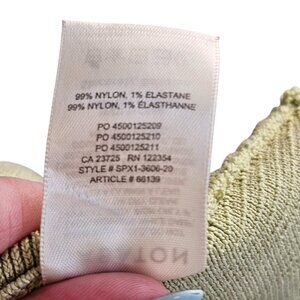 99% NYLON, 1% ELASTANE
99% NYLON, 1% ÉLASTHANNE
PO 4500125209
PO 4500125210
PO 4500125211
CA 23725 RN 122354
STYLE # SPX1-3606-20
ARTICLE # 66139